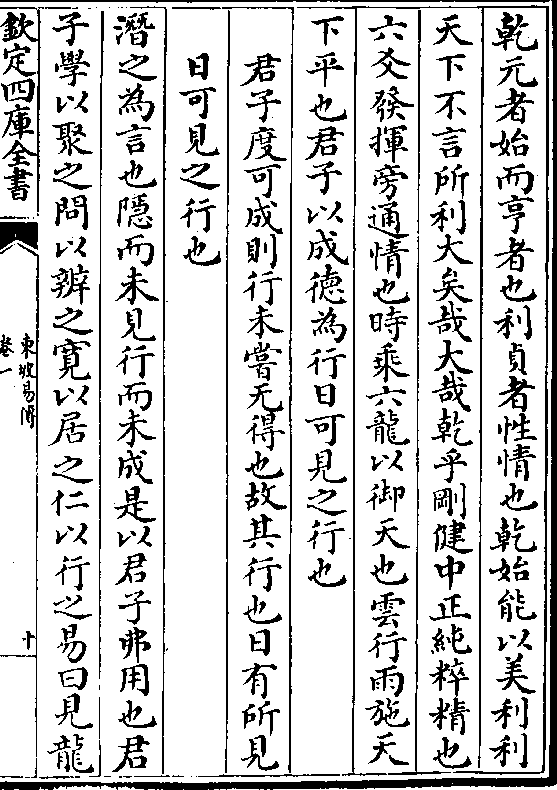 乾元者始而亨者也利貞者性情也乾始能以美利利
天下不言所利大矣哉大哉乾乎剛健中正純粹精也
六爻發揮旁通情也時乘六龍以御天也雲行雨施天
下平也君子以成德為行日可見之行也
君子度可成則行未嘗无得也故其行也日有所見
日可見之行也
潛之為言也隱而未見行而未成是以君子弗用也君
子學以聚之問以辨之寬以居之仁以行之易曰見龍
欽定四庫全書
東坡易傳
卷一
十